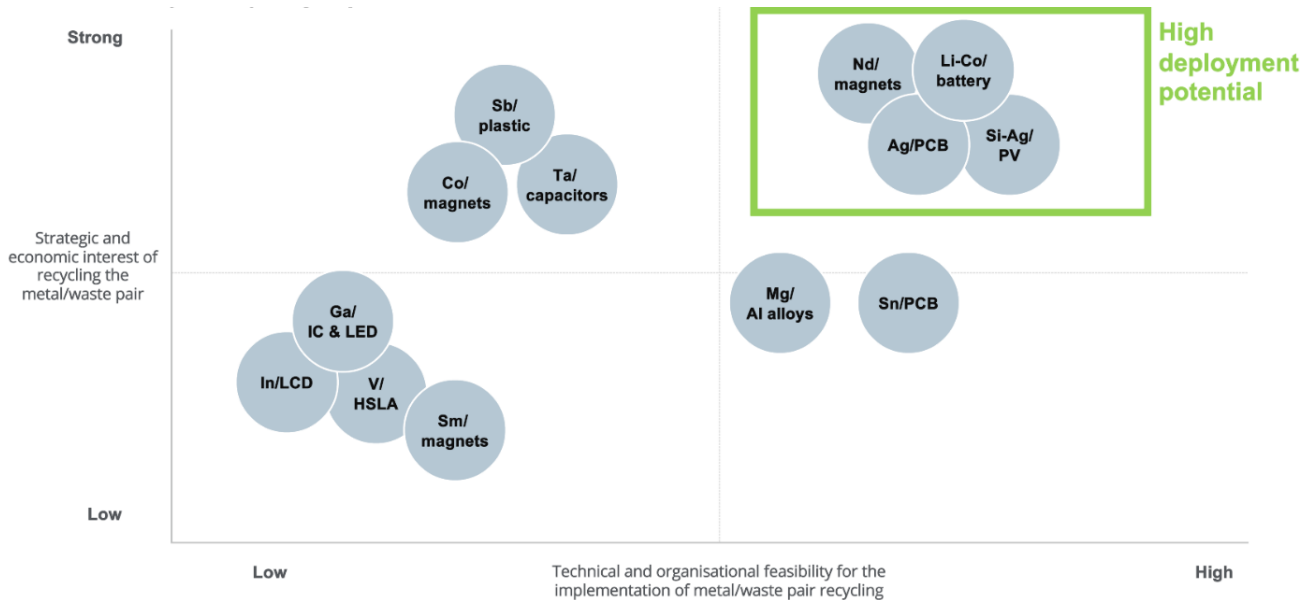 Strong
High
deployment
potential
Nd/
magnets
Li-Co/
battery
Ag/PCB
Si-Ag/
PV
Sb/
plastic
Co/
magnets
Ta/
capacitors
Strategic and
economic interest of
recycling the
metal/waste pair
Mg/
Al alloys
Sn/PCB
Ga/
IC & LED
In/LCD
V/
HSLA
Sm/
magnets
Low
Low
Technical and organisational feasibility for the
implementation of metal/waste pair recycling
High